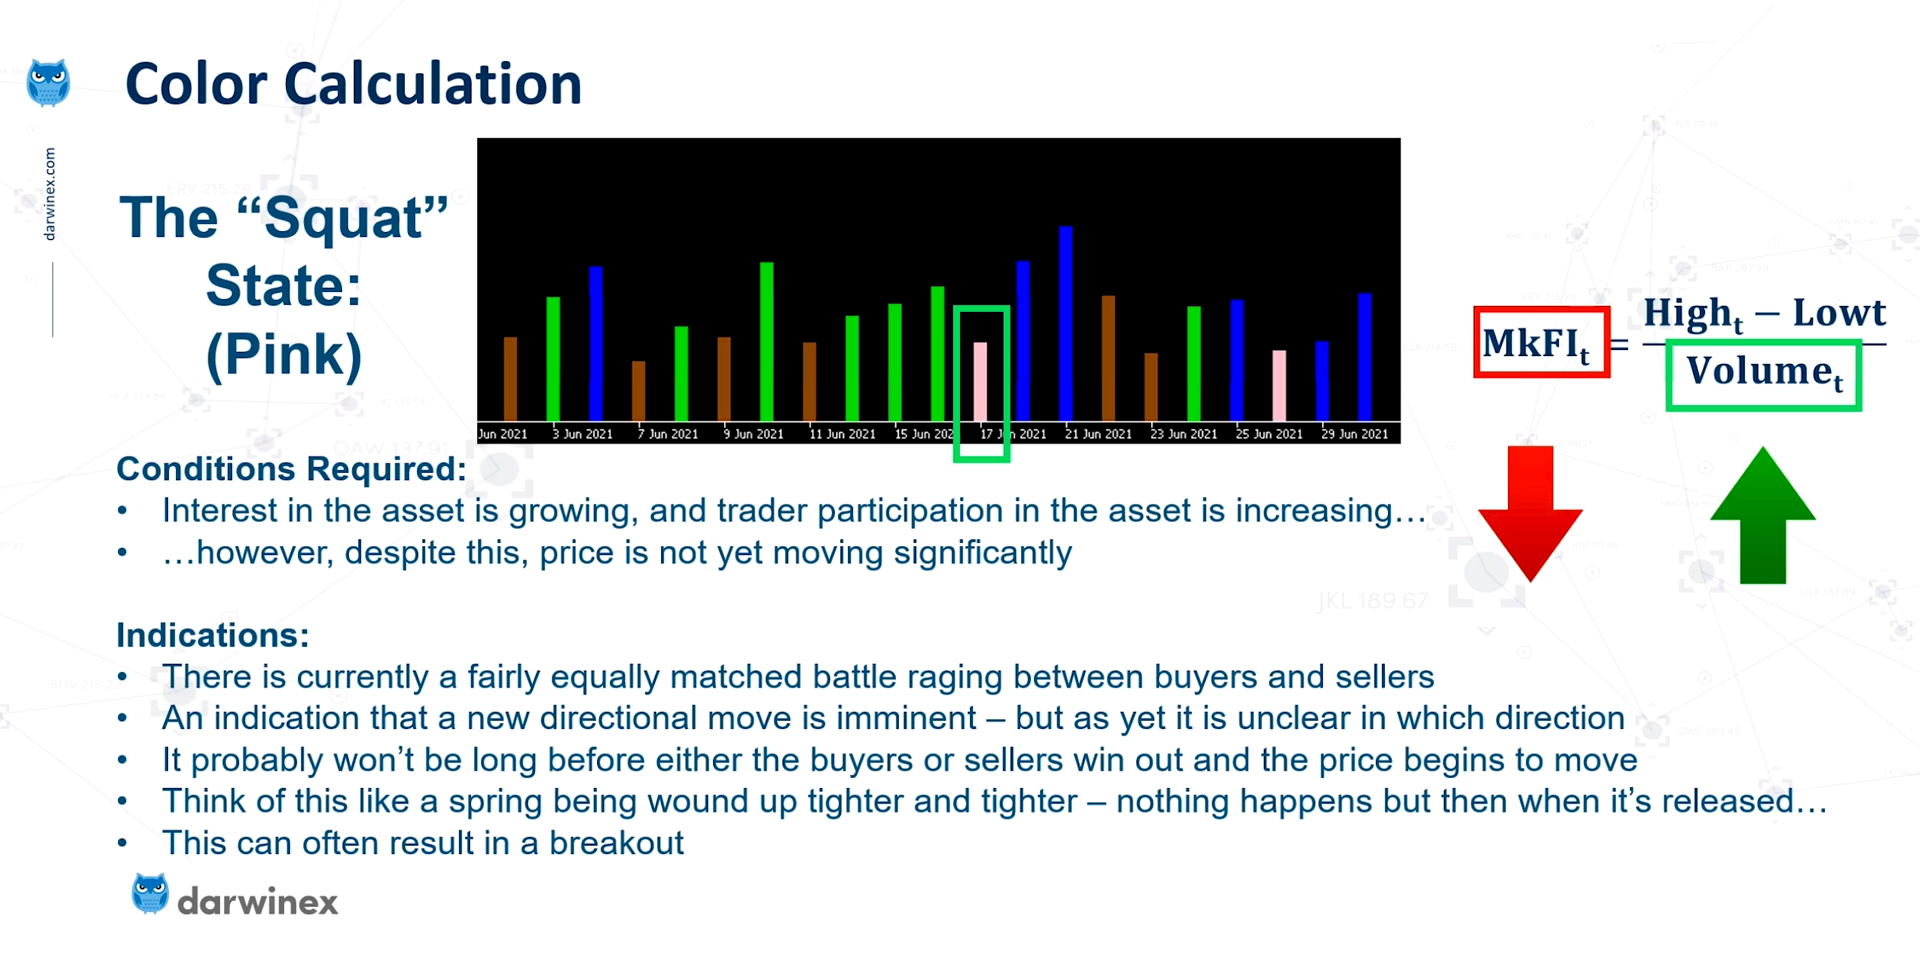 Color Calculation
darwinex.com
The “Squat”
State:
(Pink)
Jun 2021 3 Jun 2021 7 Jun 2021 9 Jun 2021 11 Jun 2021 15 Jun 202 17 Jun 2021 21 Jun 2021 23 Jun 2021 25 Jun 2021 29 Jun 2021
MkFIt = Hight – Lowt
Volumet
Conditions Required:
• Interest in the asset is growing, and trader participation in the asset is increasing…
• …however, despite this, price is not yet moving significantly
JKL 189.67
Indications:
• There is currently a fairly equally matched battle raging between buyers and sellers
• An indication that a new directional move is imminent – but as yet it is unclear in which direction
• It probably won’t be long before either the buyers or sellers win out and the price begins to move
• Think of this like a spring being wound up tighter and tighter – nothing happens but then when it’s released…
• This can often result in a breakout
darwinex